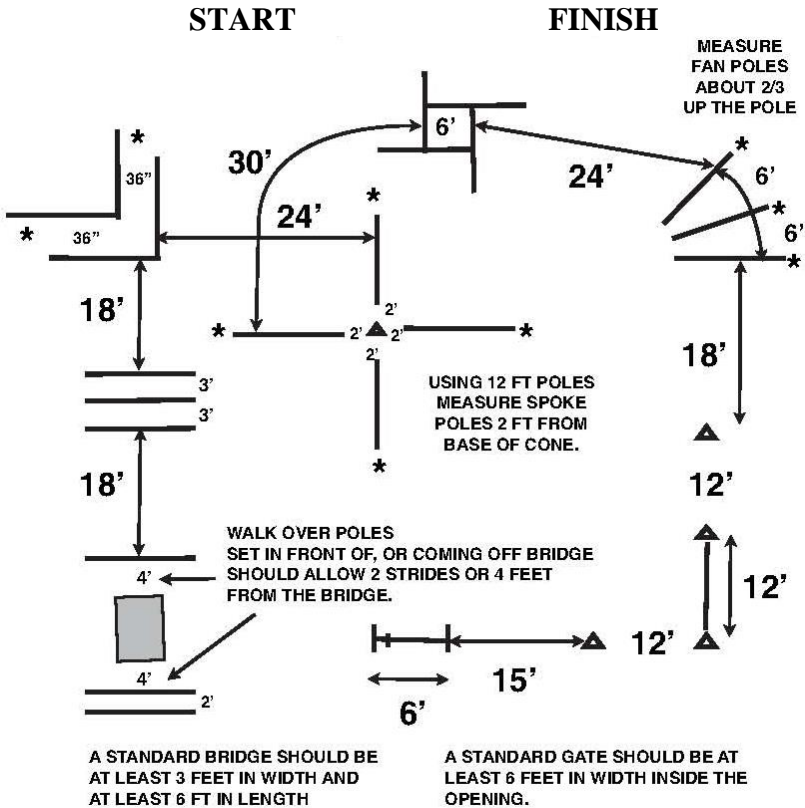 START FINISH
MEASURE
FAN POLES
ABOUT 2/3
UP THE POLE
6’
30’
24’
6’
*
*
36”
*
*
24’
*
6’
*
36”
*
18’
2’
*
2’
2’
*
2’
18’
3’
3’
USING 12 FT POLES
MEASURE SPOKE
POLES 2 FT FROM
BASE OF CONE.
*
18’
12’
WALK OVER POLES
SET IN FRONT OF, OR COMING OFF BRIDGE
SHOULD ALLOW 2 STRIDES OR 4 FEET
FROM THE BRIDGE.
4’
12’
12’
4’
15’
2’
6’
A STANDARD BRIDGE SHOULD BE
AT LEAST 3 FEET IN WIDTH AND
AT LEAST 6 FT IN LENGTH
A STANDARD GATE SHOULD BE AT
LEAST 6 FEET IN WIDTH INSIDE THE
OPENING.